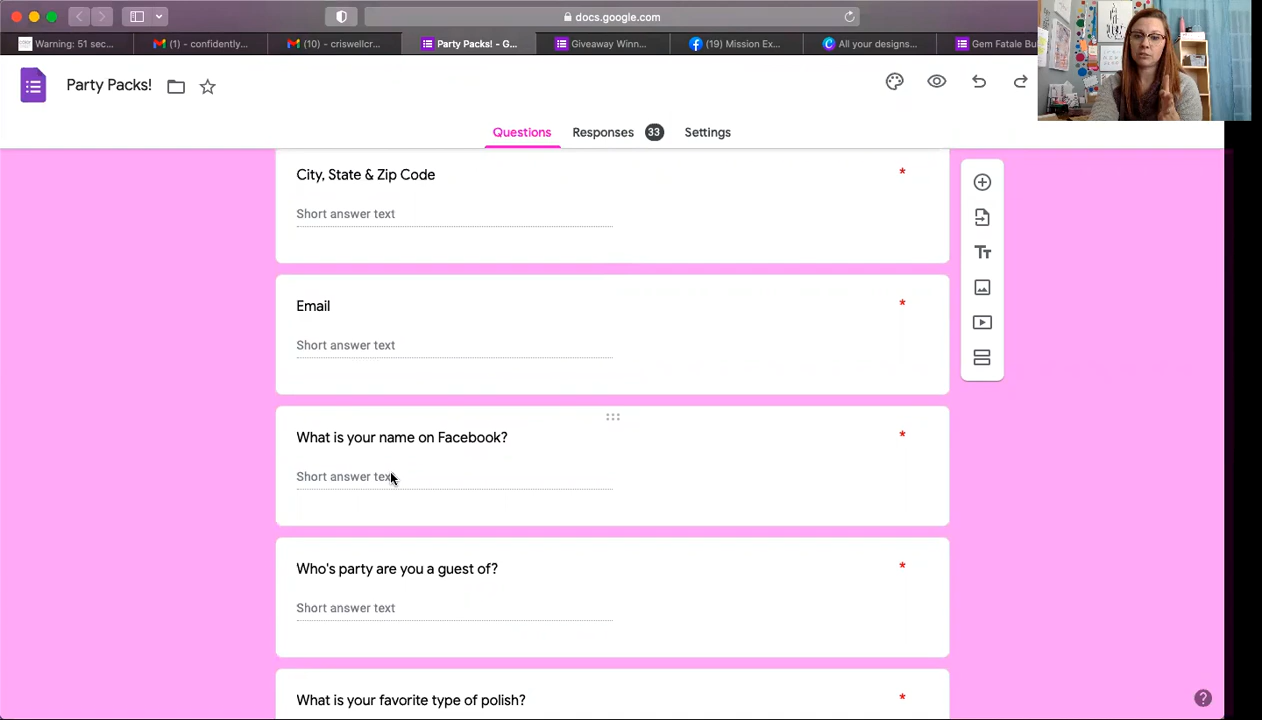 docs.google.com
Warning: 51 sec...
(1) - confidently...
(10) - criswellcr...
Party Packs! - G...
Giveaway Winn...
(19) Mission Ex...
All your designs...
Gem Fatale Bu
Party Packs!
Questions
Responses 33
Settings
City, State & Zip Code *
Short answer text
Email *
Short answer text
What is your name on Facebook? *
Short answer text
Who's party are you a guest of? *
Short answer text
What is your favorite type of polish? *